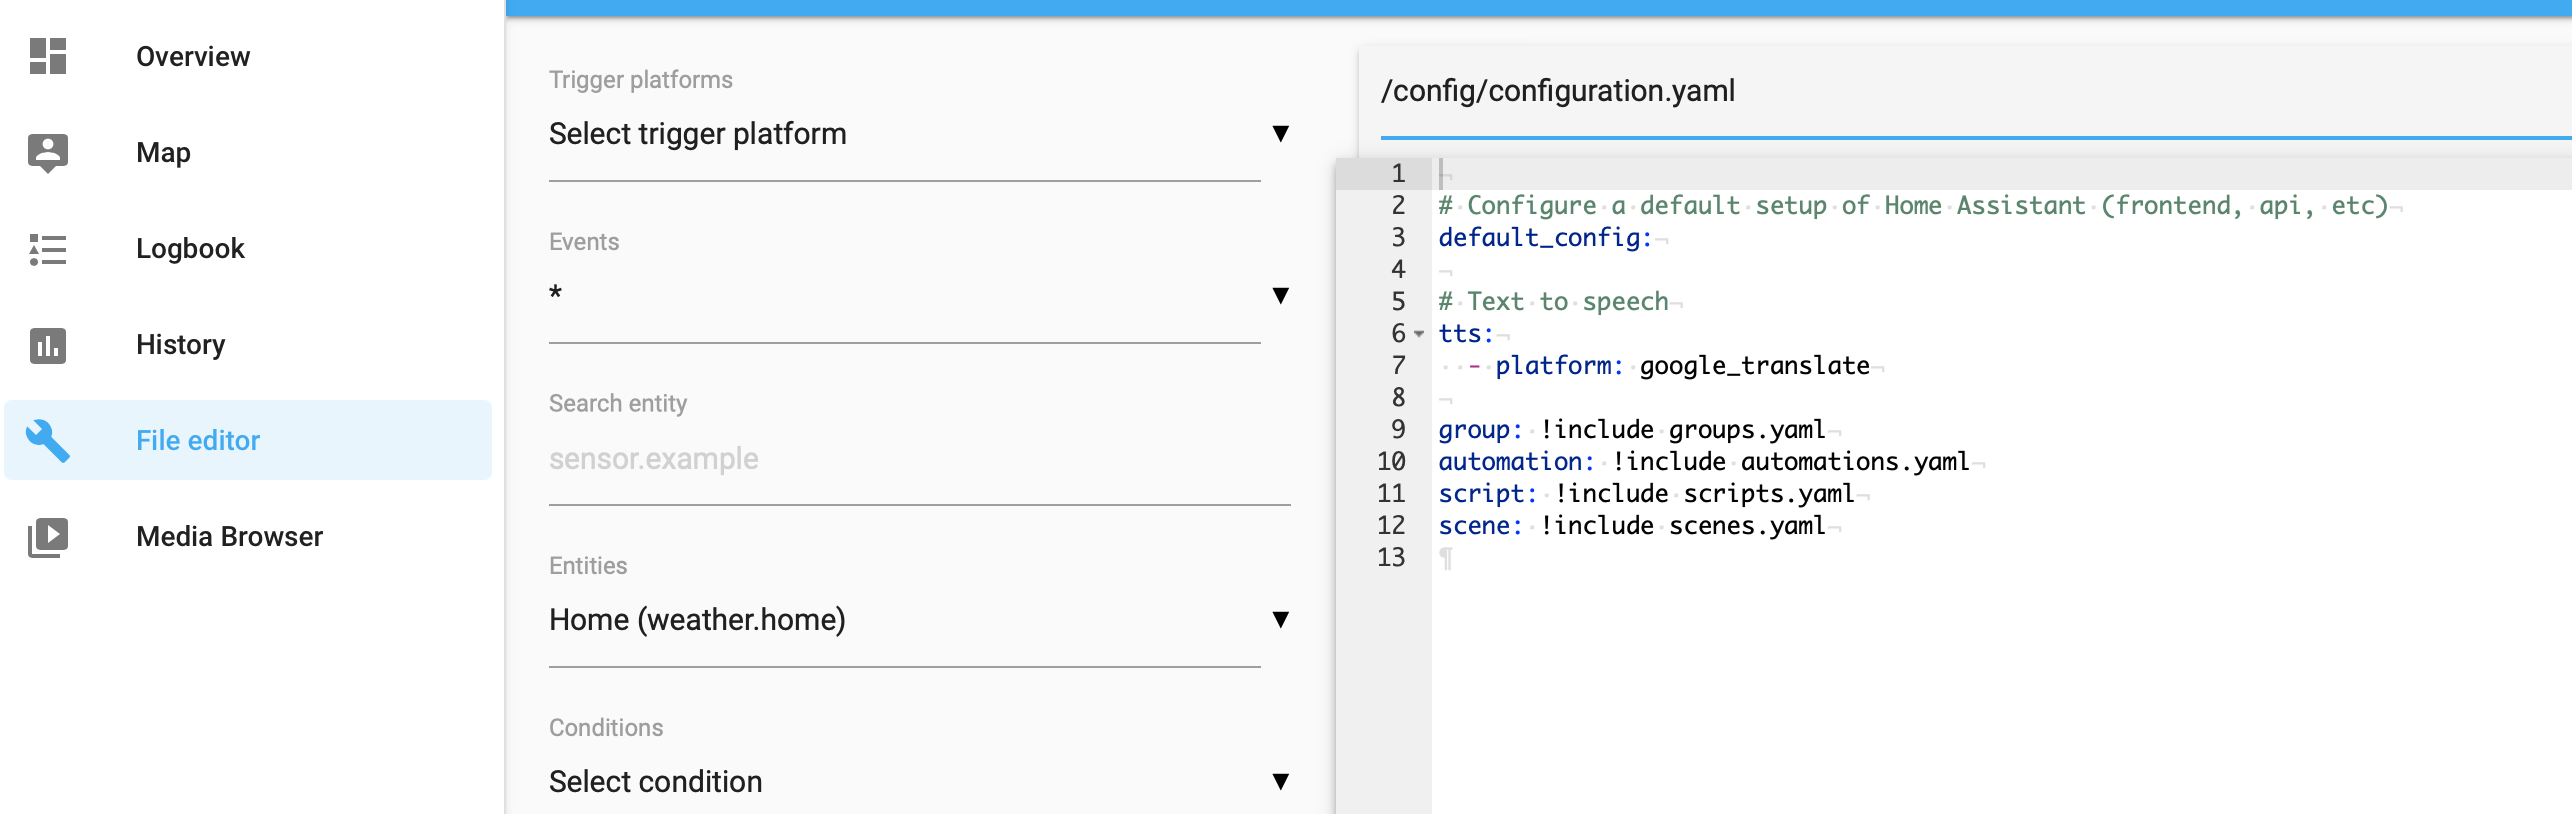 Overview
Map
Logbook
History
File editor
Media Browser
Trigger platforms
Select trigger platform
Events
*
Search entity
sensor.example
Entities
Home (weather.home)
Conditions
Select condition
/config/configuration.yaml
1
2 # Configure a default setup of Home Assistant (frontend, api, etc)
3 default_config:
4
5 # Text to speech
6 tts:
7   - platform: google_translate
8
9 group: !include groups.yaml
10 automation: !include automations.yaml
11 script: !include scripts.yaml
12 scene: !include scenes.yaml
13